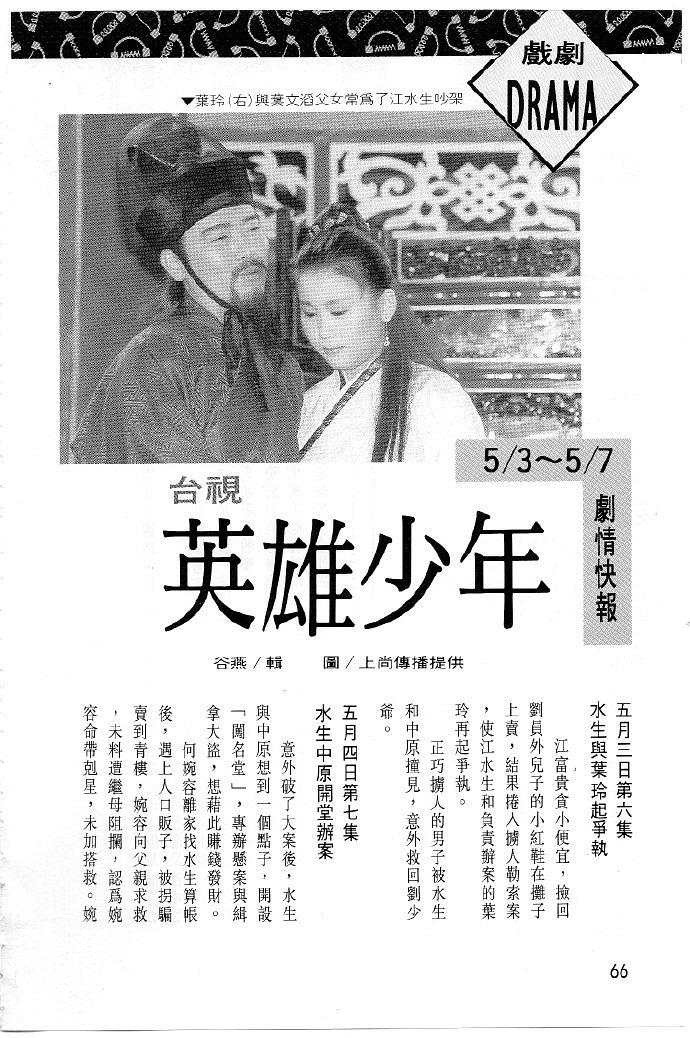 戲劇
DRAMA
▼葉玲(右)與葉文滔父女常爲了江水生吵架
5/3～5/7
劇情快報
台視
英雄少年
谷燕／輯　圖／上尚傳播提供
五月三日第六集
水生與葉玲起爭執
江富貴貪小便宜，撿回
劉員外兒子的小紅鞋在攤子
上賣，結果捲入擄人勒索案
，使江水生和負責辦案的葉
玲再起爭執。
正巧擄人的男子被水生
和中原撞見，意外救回劉少
爺。
五月四日第七集
水生中原開堂辦案
意外破了大案後，水生
與中原想到一個點子，開設
「闖名堂」，專辦懸案與緝
拿大盜，想藉此賺錢發財。
何婉容離家找水生算帳
後，遇上人口販子，被拐騙
賣到青樓，婉容向父親求救
，未料遭繼母阻攔，認爲婉
容命帶剋星，未加搭救。婉
66